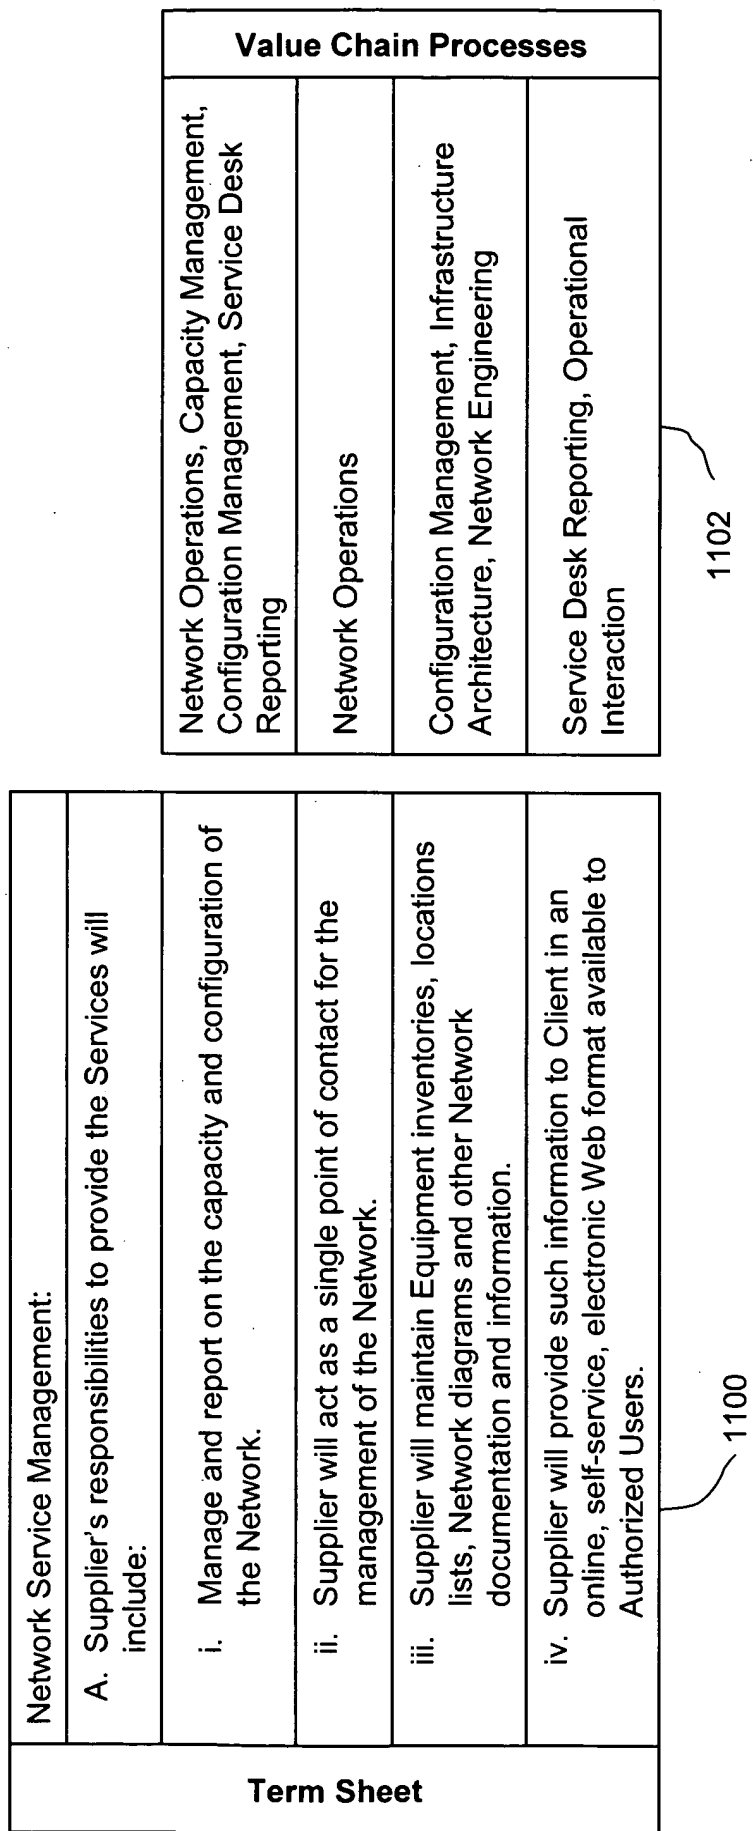 Term Sheet
Network Service Management:
A. Supplier's responsibilities to provide the Services will
include:
i. Manage and report on the capacity and configuration of
the Network.
ii. Supplier will act as a single point of contact for the
management of the Network.
iii. Supplier will maintain Equipment inventories, locations
lists, Network diagrams and other Network
documentation and information.
iv. Supplier will provide such information to Client in an
online, self-service, electronic Web format available to
Authorized Users.
1100
Value Chain Processes
Network Operations, Capacity Management,
Configuration Management, Service Desk
Reporting
Network Operations
Configuration Management, Infrastructure
Architecture, Network Engineering
Service Desk Reporting, Operational
Interaction
1102